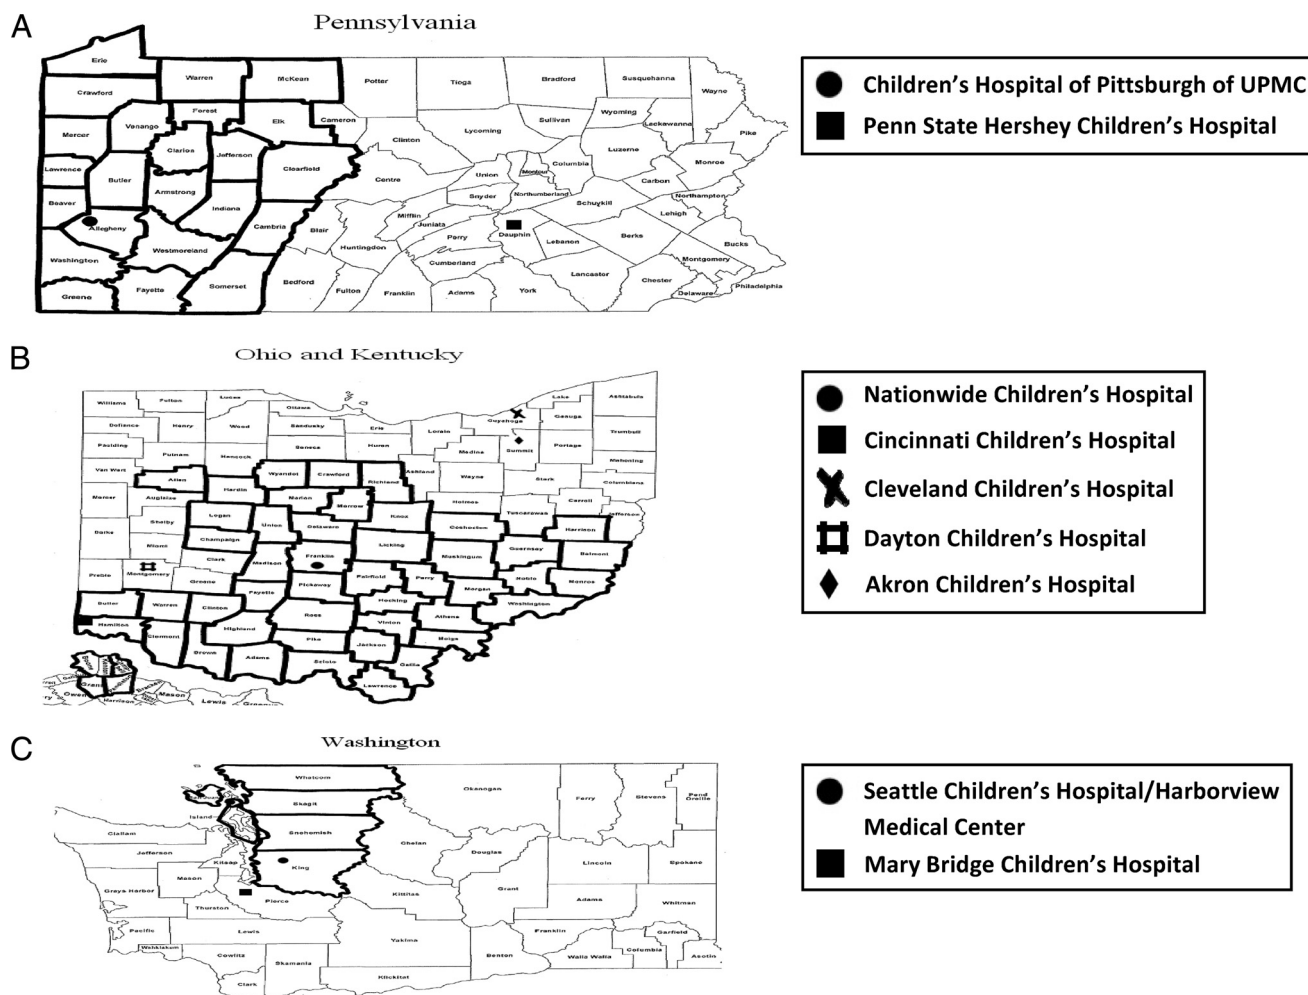 A
Pennsylvania
Erie
Warren
McKean
Potter
Tioga
Bradford
Susquehanna
Wayne
Crawford
Forest
Elk
Cameron
Sullivan
Wyoming
Lackawanna
Mercer
Venango
Clinton
Lycoming
Pike
Clarion
Jefferson
Clearfield
Luzerne
Monroe
Lawrence
Butler
Centre
Union
Montour
Columbia
Carbon
Armstrong
Snyder
Northumberland
Northampton
Beaver
Indiana
Mifflin
Schuykill
Lehigh
Allegheny
Cambria
Blair
Juniata
Perry
Dauphin
Lebanon
Berks
Bucks
Westmoreland
Huntingdon
Washington
Cumberland
Montgomery
Greene
Fayette
Somerset
Bedford
Fulton
Franklin
Adams
York
Lancaster
Chester
Delaware
Philadelphia
Children's Hospital of Pittsburgh of UPMC
Penn State Hershey Children's Hospital
B
Ohio and Kentucky
Williams
Fulton
Lucas
Ottawa
Lake
Ashtabula
Defiance
Henry
Wood
Sandusky
Erie
Lorain
Cuyahoga
Geauga
Trumbull
Paulding
Putnam
Hancock
Seneca
Huron
Medina
Summit
Portage
Mahoning
Van Wert
Allen
Hardin
Wyandot
Crawford
Richland
Ashland
Wayne
Stark
Columbiana
Mercer
Auglaize
Marion
Morrow
Holmes
Tuscarawas
Carroll
Jefferson
Shelby
Logan
Union
Delaware
Knox
Coshocton
Harrison
Darke
Miami
Champaign
Licking
Muskingum
Guernsey
Belmont
Clark
Madison
Franklin
Preble
Montgomery
Greene
Fayette
Pickaway
Fairfield
Perry
Morgan
Noble
Monroe
Butler
Warren
Clinton
Ross
Hocking
Athens
Washington
Hamilton
Clermont
Highland
Pike
Vinton
Meigs
Brown
Adams
Scioto
Jackson
Gallia
Lawrence
Boone
Grant
Owen
Harrison
Bracken
Mason
Lewis
Nationwide Children's Hospital
Cincinnati Children's Hospital
Cleveland Children's Hospital
Dayton Children's Hospital
Akron Children's Hospital
C
Washington
Whatcom
Okanogan
Ferry
Stevens
Pend
Oreille
Skagit
Island
Clallam
Snohomish
Chelan
Douglas
Jefferson
Kitsap
King
Lincoln
Spokane
Grays Harbor
Mason
Kittitas
Grant
Adams
Whitman
Thurston
Pierce
Pacific
Lewis
Yakima
Franklin
Garfield
Wahkiakum
Cowlitz
Skamania
Benton
Walla Walla
Columbia
Asotin
Clark
Klickitat
Seattle Children's Hospital/Harborview
Medical Center
Mary Bridge Children's Hospital